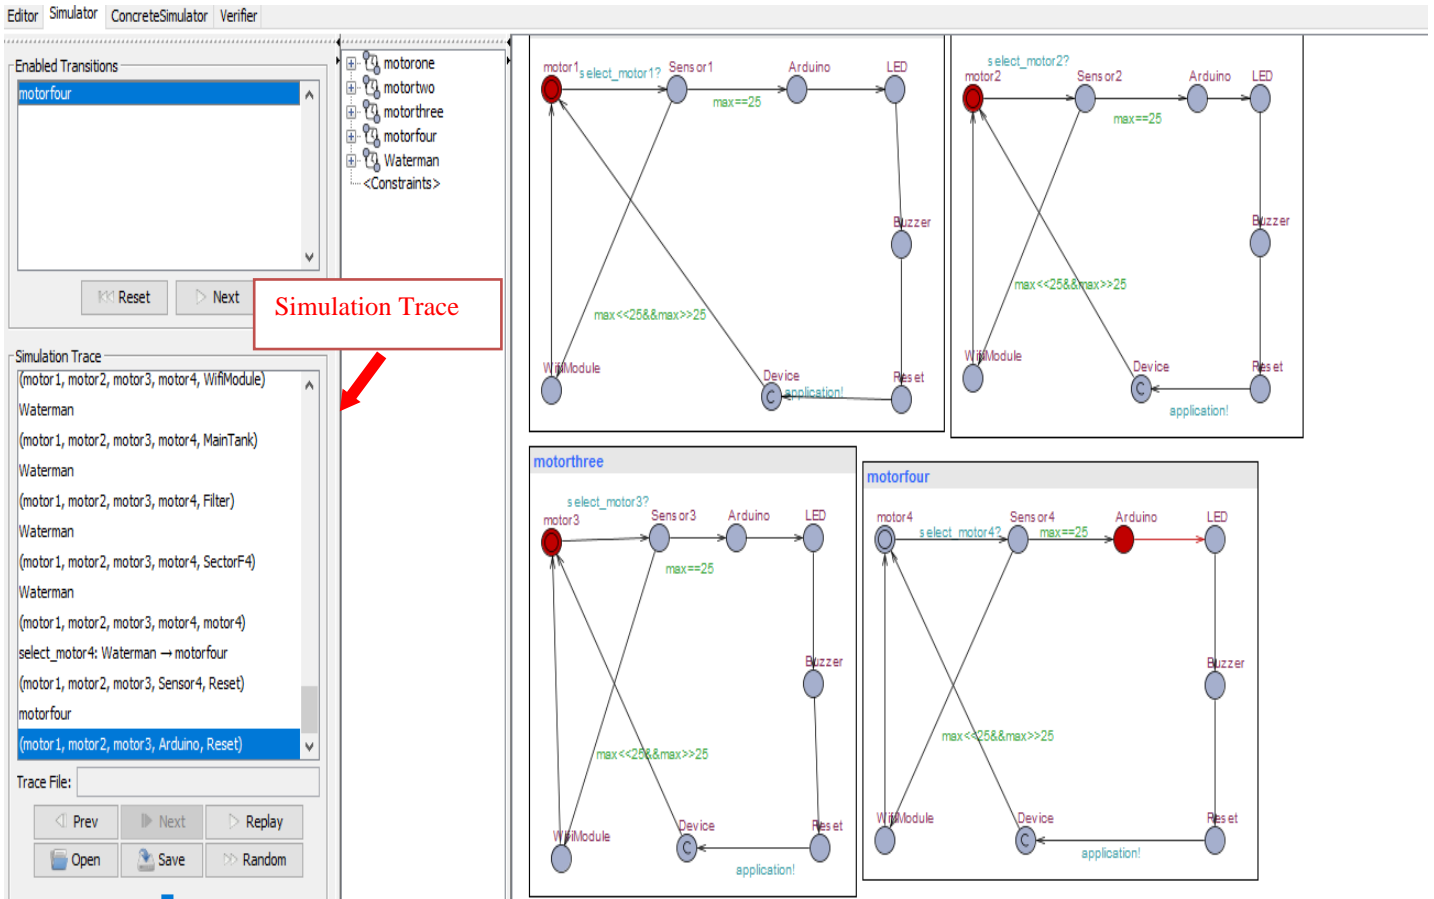 Editor Simulator ConcreteSimulator Verifier
Enabled Transitions
motorfour
Reset Next
Simulation Trace
(motor1, motor2, motor3, motor4, WifiModule)
Waterman
(motor1, motor2, motor3, motor4, MainTank)
Waterman
(motor1, motor2, motor3, motor4, Filter)
Waterman
(motor1, motor2, motor3, motor4, SectorF4)
Waterman
(motor1, motor2, motor3, motor4, motor4)
select_motor4: Waterman → motorfour
(motor1, motor2, motor3, Sensor4, Reset)
motorfour
(motor1, motor2, motor3, Arduino, Reset)
Trace File:
Prev Next Replay
Open Save Random
motorone
motortwo
motorthree
motorfour
Waterman
<Constraints>
Simulation Trace
motor1 select_motor1? Sensor1 Arduino LED
max==25
Buzzer
max<<25&&max>>25
WifiModule Device Reset
application!
select_motor2?
motor2 Sensor2 Arduino LED
max==25
Buzzer
max<<25&&max>>25
WifiModule Device Reset
application!
motorthree
select_motor3?
motor3 Sensor3 Arduino LED
max==25
Buzzer
max<<25&&max>>25
WifiModule Device Reset
application!
motorfour
motor4 select_motor4? Sensor4 max==25 Arduino LED
Buzzer
max<<25&&max>>25
WifiModule Device Reset
application!
C
C
C
C